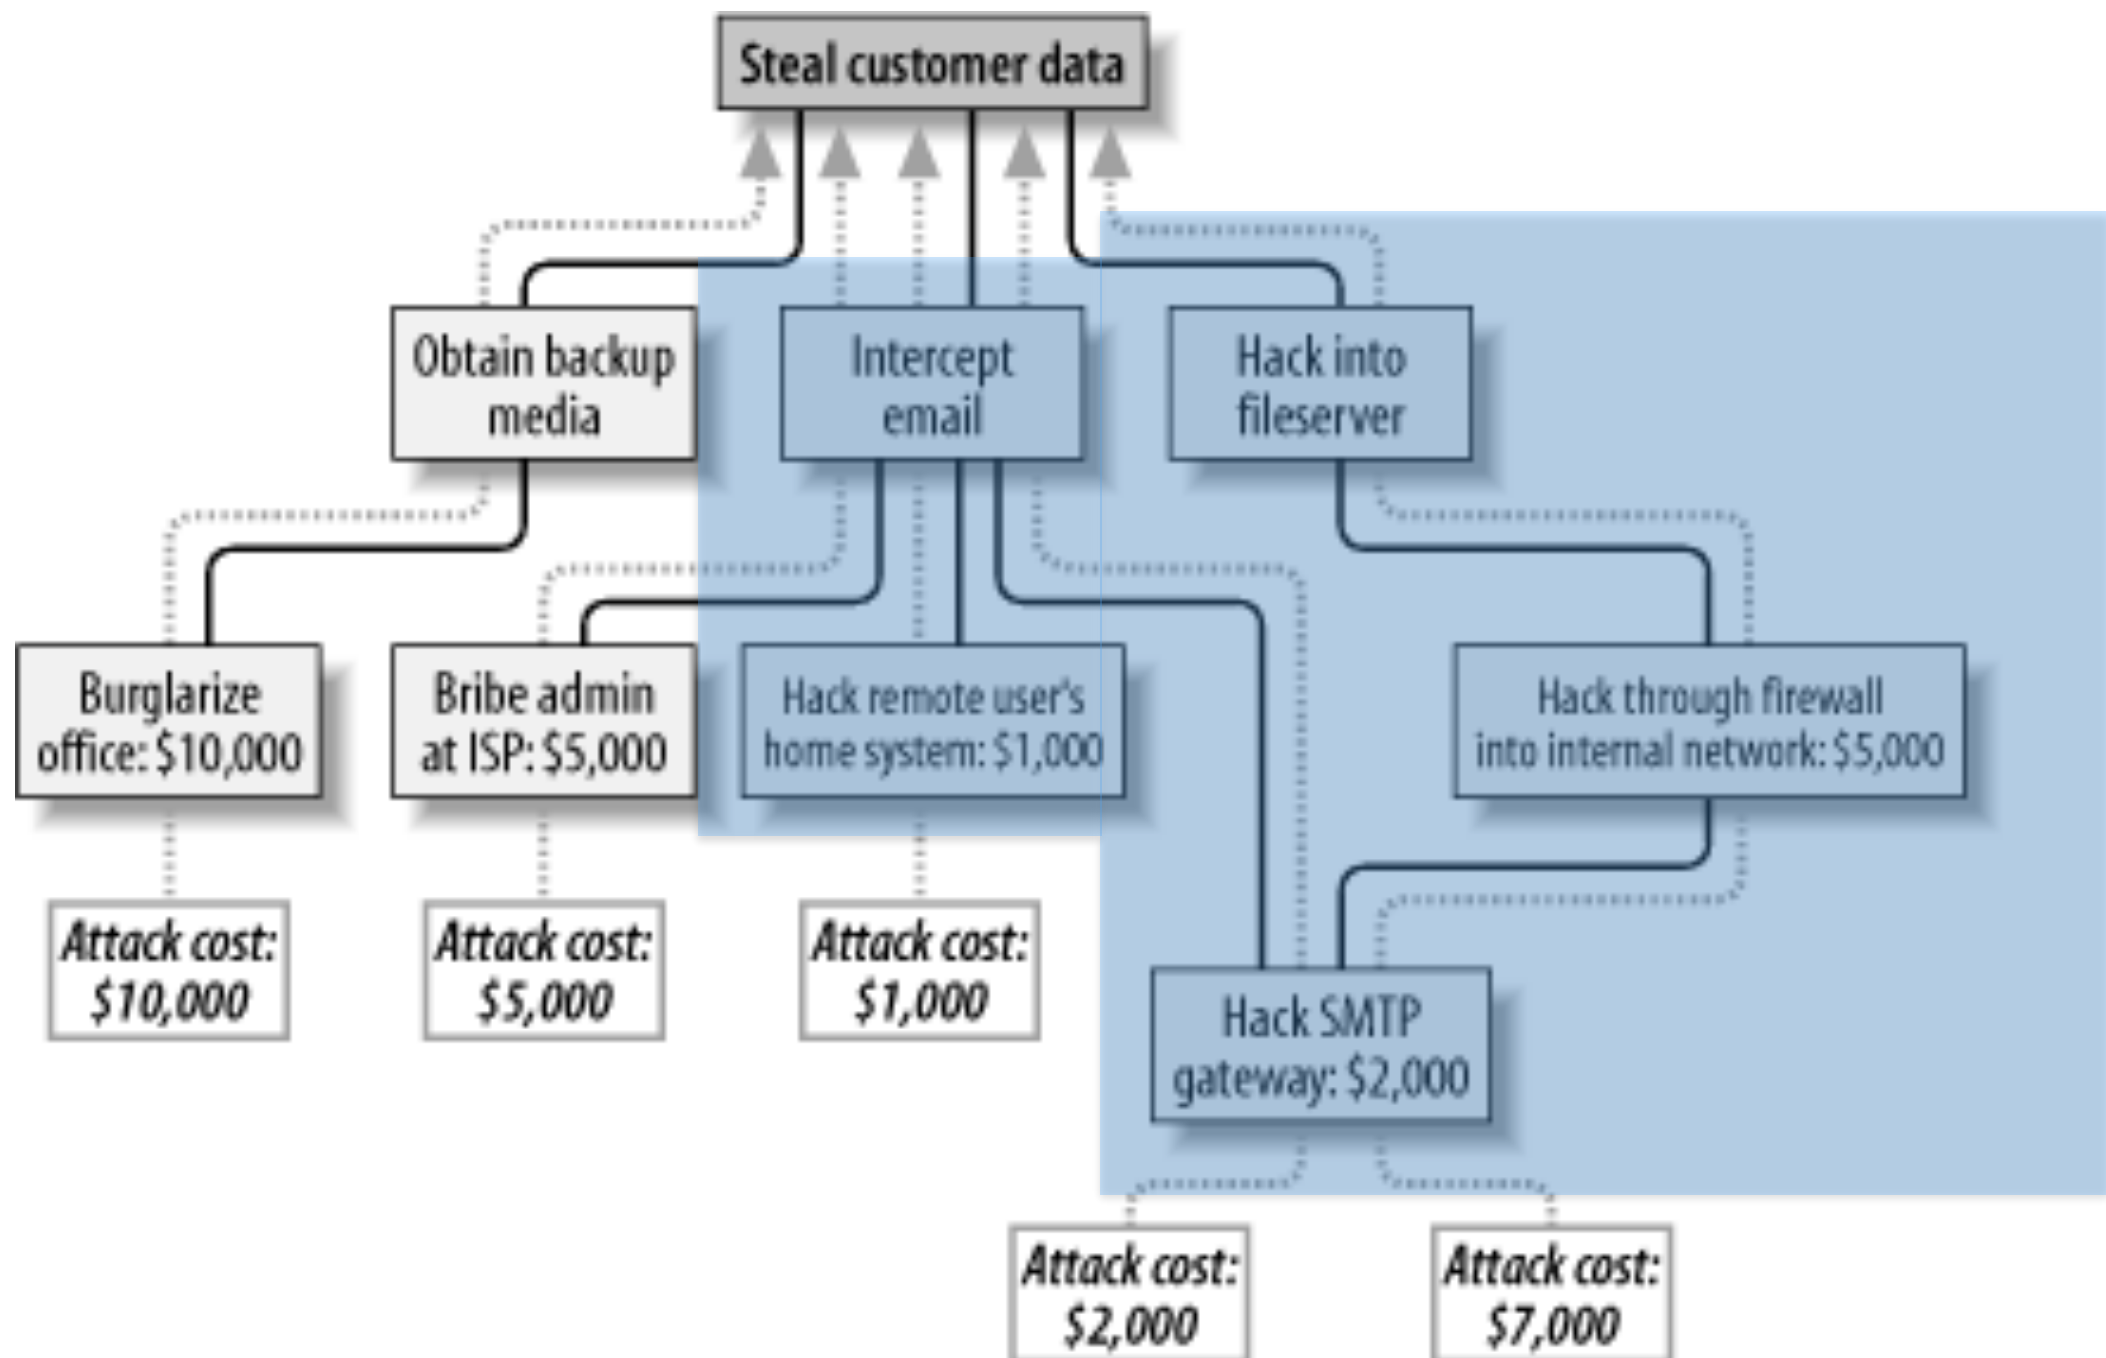 Steal customer data
Obtain backup
media
Intercept
email
Hack into
fileserver
Burglarize
office: $10,000
Bribe admin
at ISP: $5,000
Hack remote user's
home system: $1,000
Hack through firewall
into internal network: $5,000
Attack cost:
$10,000
Attack cost:
$5,000
Attack cost:
$1,000
Hack SMTP
gateway: $2,000
Attack cost:
$2,000
Attack cost:
$7,000